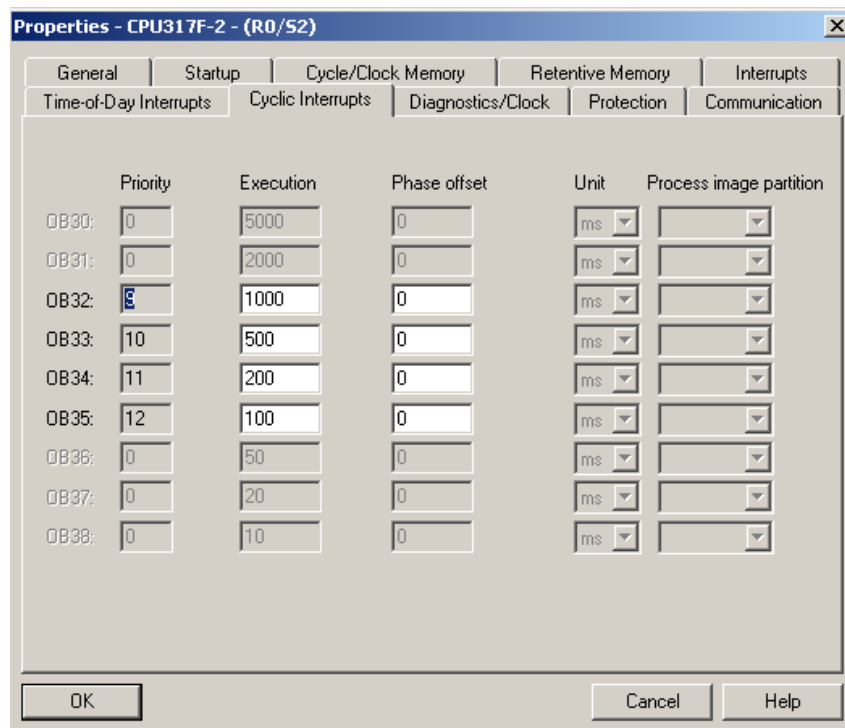 Properties - CPU317F-2 - (R0/S2)
General Startup Cycle/Clock Memory Retentive Memory Interrupts
Time-of-Day Interrupts Cyclic Interrupts Diagnostics/Clock Protection Communication
Priority Execution Phase offset Unit Process image partition
OB30: 0 5000 0 ms
OB31: 0 2000 0 ms
OB32: 9 1000 0 ms
OB33: 10 500 0 ms
OB34: 11 200 0 ms
OB35: 12 100 0 ms
OB36: 0 50 0 ms
OB37: 0 20 0 ms
OB38: 0 10 0 ms
OK Cancel Help